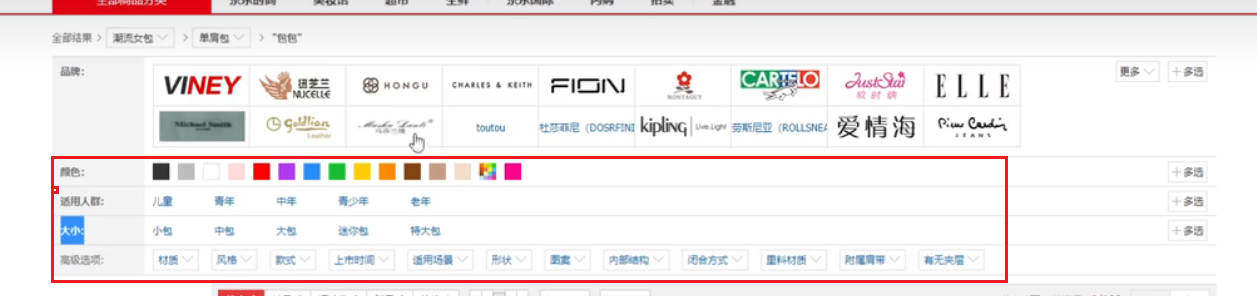 全部商品分类 京东时尚 美妆馆 超市 生鲜 京东国际 闪购 拍卖 金融
全部结果 > 潮流女包 > 单肩包 > "包包"
品牌: VINEY 纽芝兰 NUCELLE HONGU CHARLES & KEITH FION MONTAGUT CARTELO JustStar 欧时纳 ELLE 更多 +多选
Michael Smith Goldlion Leather toutou 杜莎菲尼（DOSRFINI kipling Live.Light 劳斯尼亚（ROLLSNEA 爱情海 Pierre Cardin JEANS
颜色: +多选
适用人群: 儿童 青年 中年 青少年 老年 +多选
大小: 小包 中包 大包 迷你包 特大包 +多选
高级选项: 材质 风格 款式 上市时间 适用场景 形状 图案 内部结构 闭合方式 里料材质 附属肩带 有无夹层